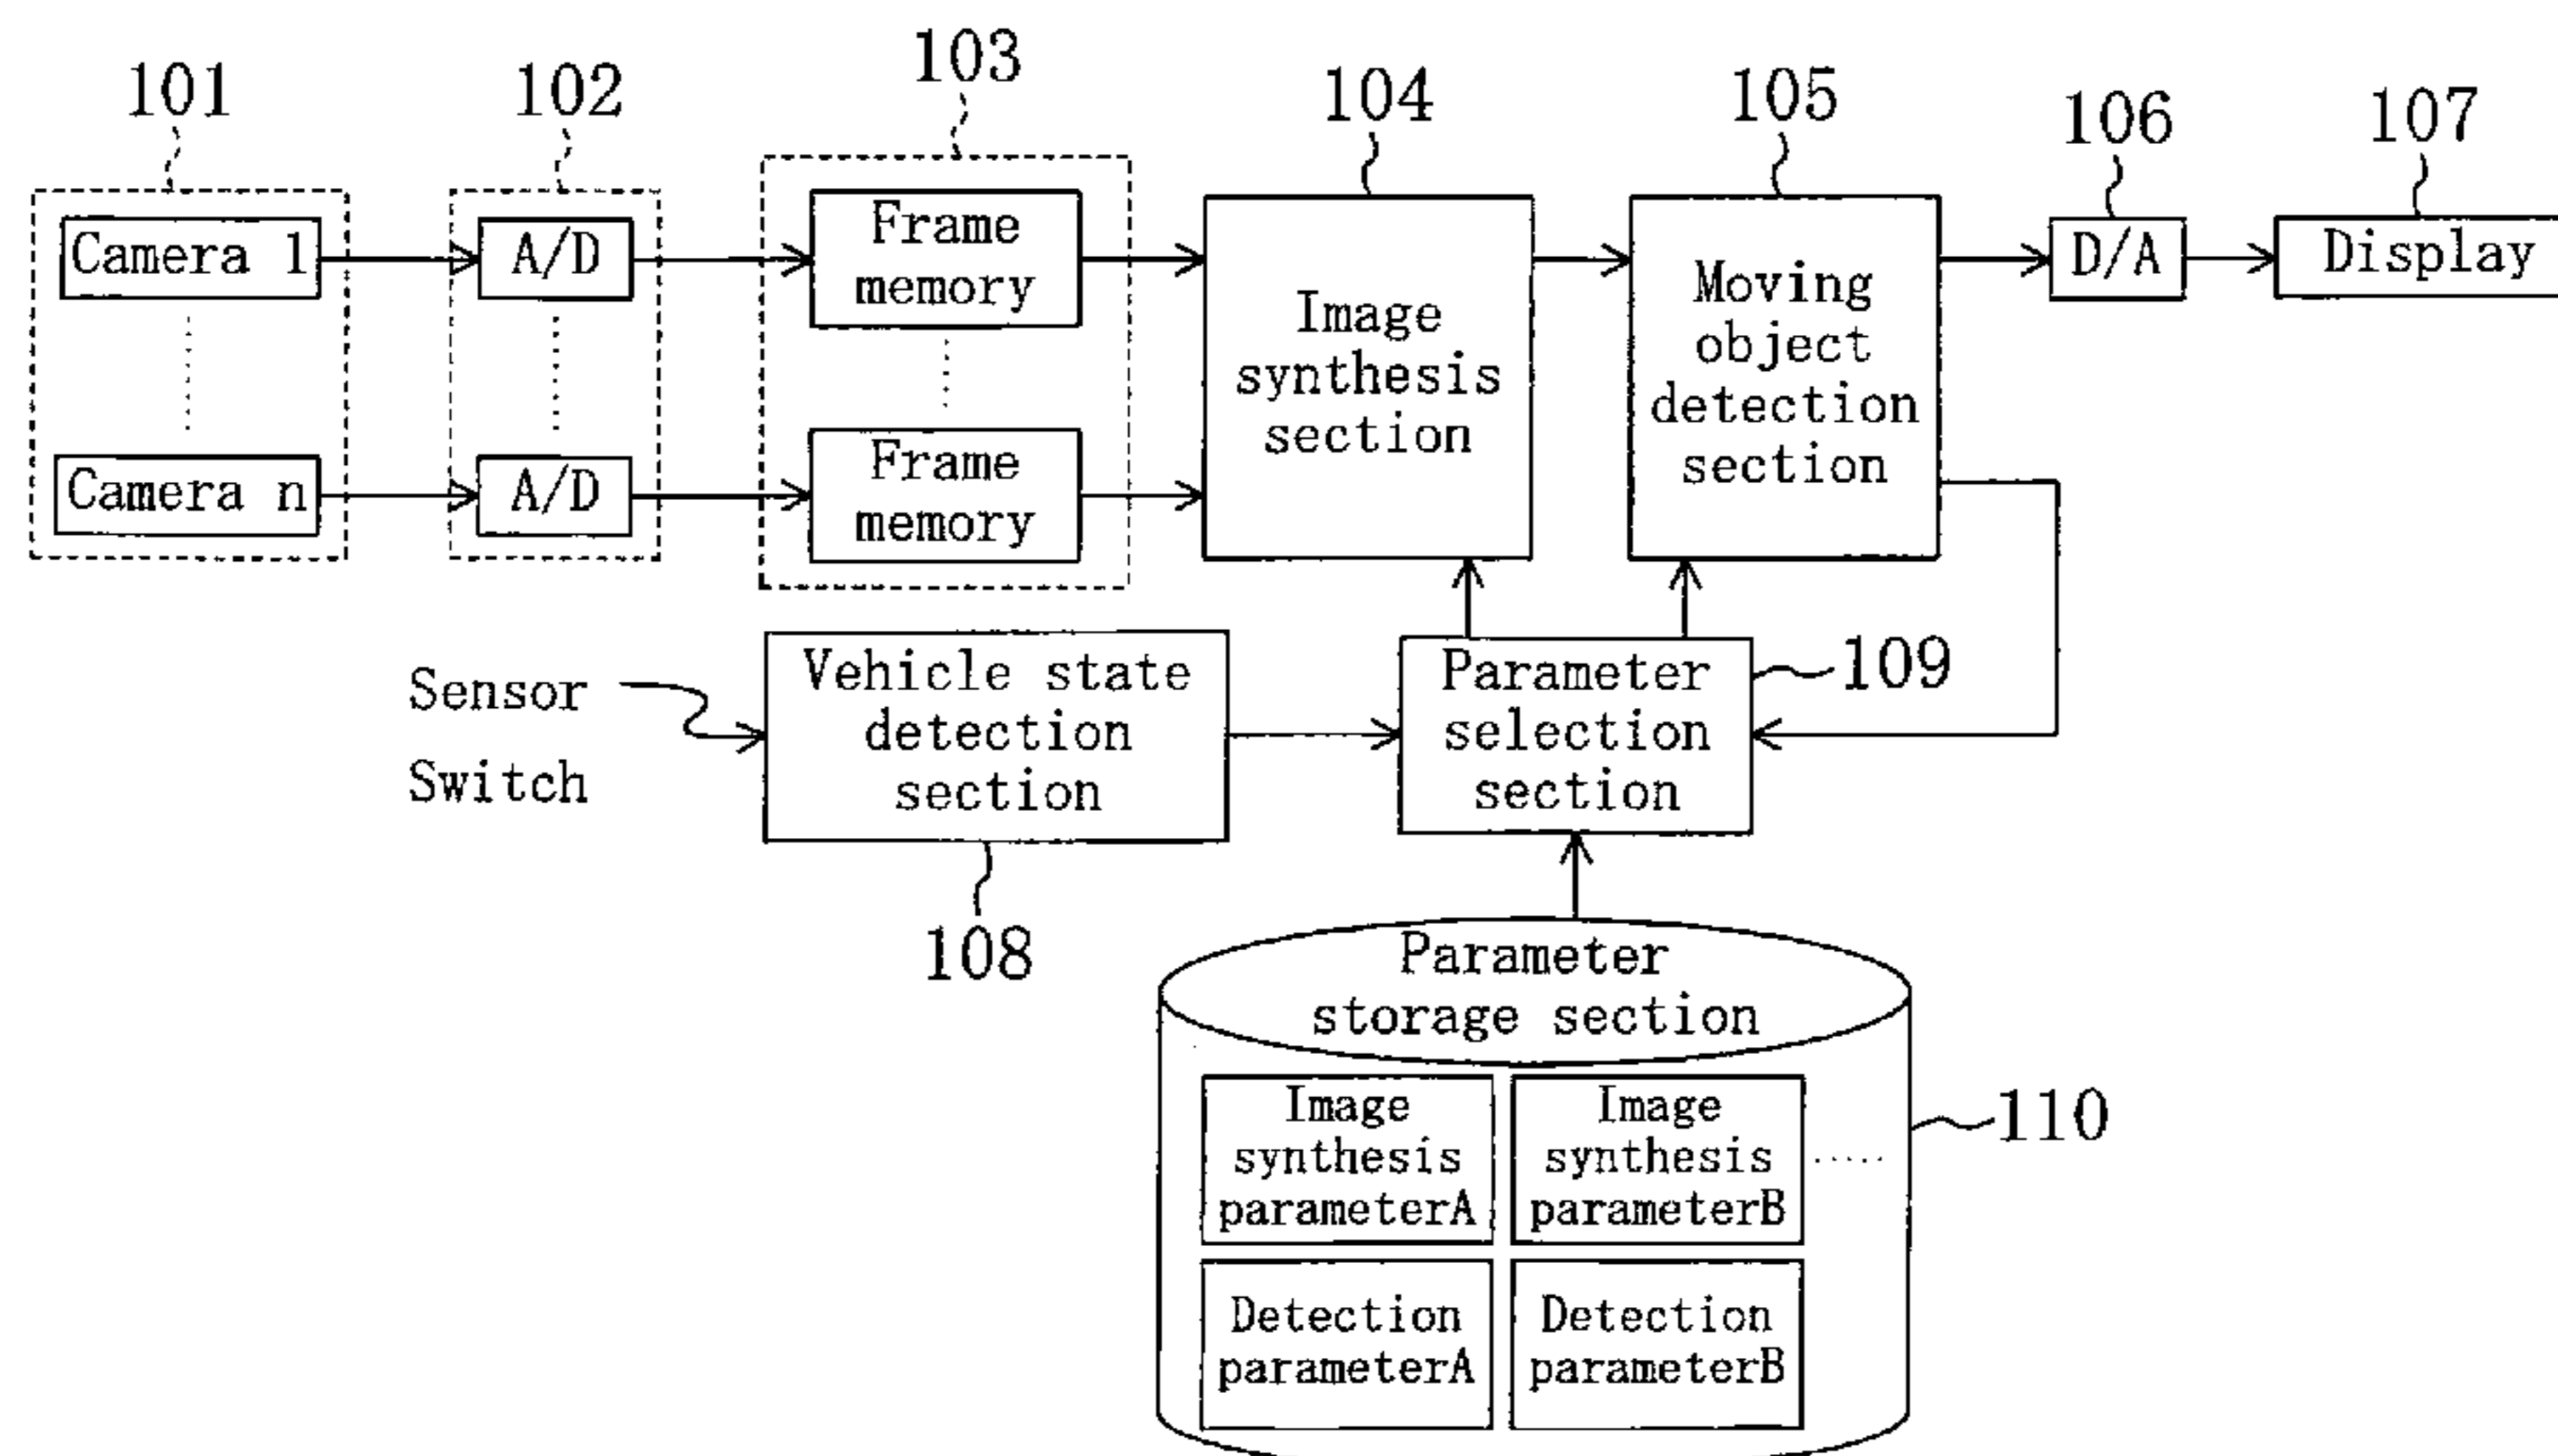 101
102
103
104
105
106
107
Camera 1
A/D
Frame
memory
Image
synthesis
section
Moving
object
detection
section
D/A
Display
Camera n
A/D
Frame
memory
Sensor
Switch
Vehicle state
detection
section
108
Parameter
selection
section
109
Parameter
storage section
Image
synthesis
parameterA
Image
synthesis
parameterB
110
Detection
parameterA
Detection
parameterB